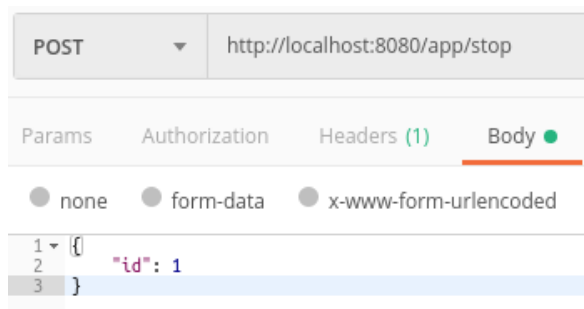 POST http://localhost:8080/app/stop
Params Authorization Headers (1) Body
none form-data x-www-form-urlencoded
1 {
2 "id": 1
3 }